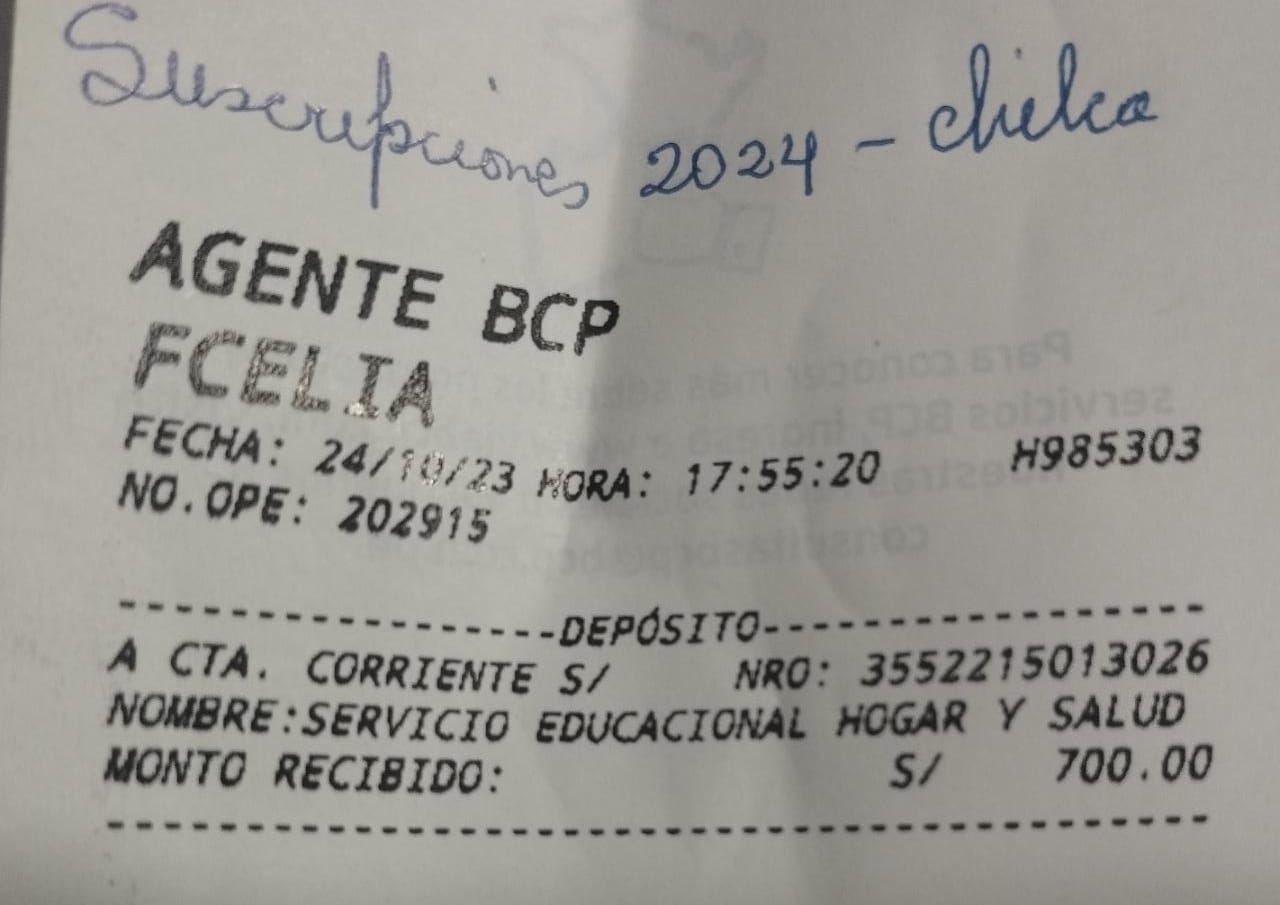 Suscripciones 2024 - chilca
AGENTE BCP
FCELIA
FECHA: 24/10/23 HORA: 17:55:20 H985303
NO.OPE: 202915
----------------DEPÓSITO----------------
A CTA. CORRIENTE S/ NRO: 3552215013026
NOMBRE:SERVICIO EDUCACIONAL HOGAR Y SALUD
MONTO RECIBIDO: S/ 700.00
----------------------------------------